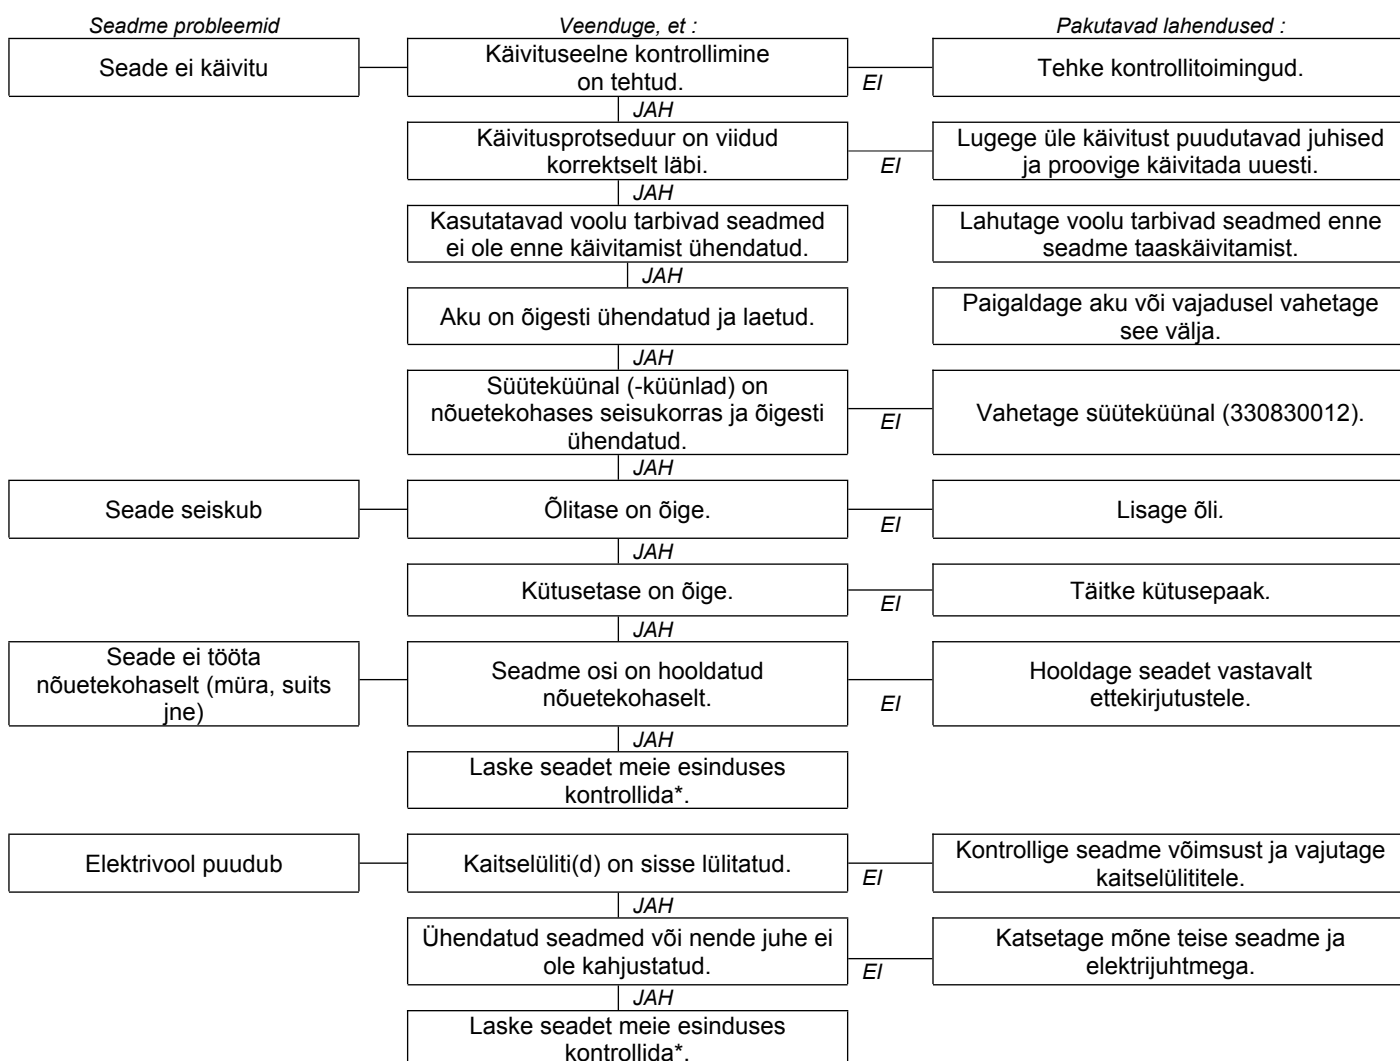 Seadme probleemid
Veenduge, et :
Pakutavad lahendused :
Seade ei käivitu
Käivituseelne kontrollimine
on tehtud.
EI
Tehke kontrollitoimingud.
JAH
Käivitusprotseduur on viidud
korrektselt läbi.
EI
Lugege üle käivitust puudutavad juhised
ja proovige käivitada uuesti.
JAH
Kasutatavad voolu tarbivad seadmed
ei ole enne käivitamist ühendatud.
Lahutage voolu tarbivad seadmed enne
seadme taaskäivitamist.
JAH
Aku on õigesti ühendatud ja laetud.
Paigaldage aku või vajadusel vahetage
see välja.
JAH
Süüteküünal (-küünlad) on
nõuetekohases seisukorras ja õigesti
ühendatud.
EI
Vahetage süüteküünal (330830012).
JAH
Seade seiskub
Õlitase on õige.
EI
Lisage õli.
JAH
Kütusetase on õige.
EI
Täitke kütusepaak.
JAH
Seade ei tööta
nõuetekohaselt (müra, suits
jne)
Seadme osi on hooldatud
nõuetekohaselt.
EI
Hooldage seadet vastavalt
ettekirjutustele.
JAH
Laske seadet meie esinduses
kontrollida*.
Elektrivool puudub
Kaitselüliti(d) on sisse lülitatud.
EI
Kontrollige seadme võimsust ja vajutage
kaitselülititele.
JAH
Ühendatud seadmed või nende juhe ei
ole kahjustatud.
EI
Katsetage mõne teise seadme ja
elektrijuhtmega.
JAH
Laske seadet meie esinduses
kontrollida*.